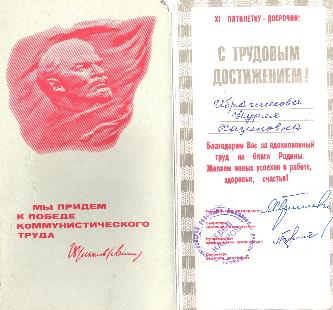 МЫ ПРИДЕМ
К ПОБЕДЕ
КОММУНИСТИЧЕСКОГО
ТРУДА
XI ПЯТИЛЕТКУ — ДОСРОЧНО!
С ТРУДОВЫМ
ДОСТИЖЕНИЕМ!
Ибрагимова
Нурия
Хазиповна
Благодарим Вас за вдохновенный
труд на благо Родины.
Желаем новых успехов в работе,
здоровья, счастья!